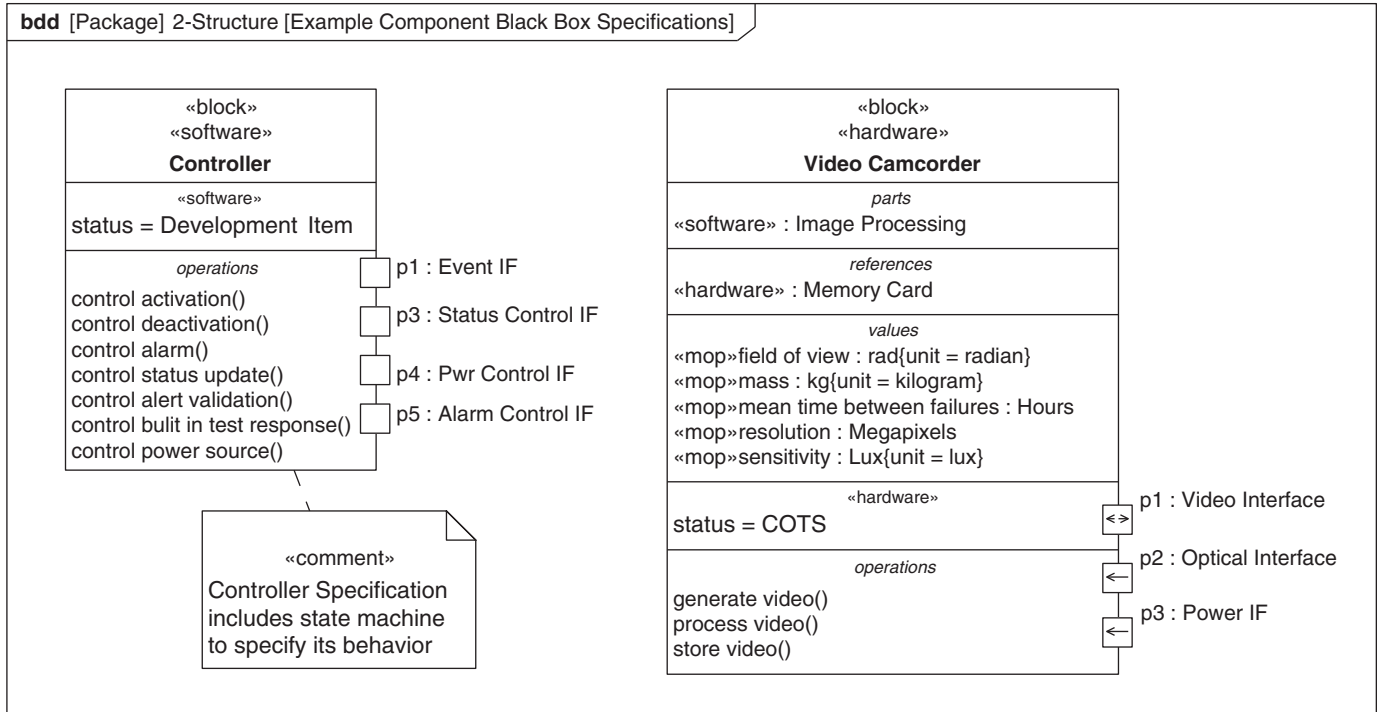 bdd [Package] 2-Structure [Example Component Black Box Specifications]
«block»
«software»
Controller
«software»
status = Development Item
operations
control activation()
control deactivation()
control alarm()
control status update()
control alert validation()
control bulit in test response()
control power source()
p1 : Event IF
p3 : Status Control IF
p4 : Pwr Control IF
p5 : Alarm Control IF
«comment»
Controller Specification
includes state machine
to specify its behavior
«block»
«hardware»
Video Camcorder
parts
«software» : Image Processing
references
«hardware» : Memory Card
values
«mop»field of view : rad{unit = radian}
«mop»mass : kg{unit = kilogram}
«mop»mean time between failures : Hours
«mop»resolution : Megapixels
«mop»sensitivity : Lux{unit = lux}
«hardware»
status = COTS
operations
generate video()
process video()
store video()
p1 : Video Interface
p2 : Optical Interface
p3 : Power IF